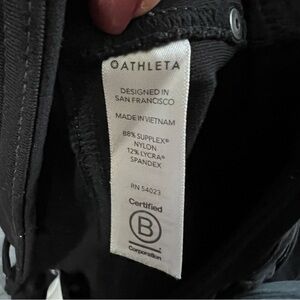 ATHLETA
DESIGNED IN
SAN FRANCISCO
MADE IN VIETNAM
88% SUPPLEX®
NYLON
12% LYCRA®
SPANDEX
RN 54023
Certified
B
Corporation